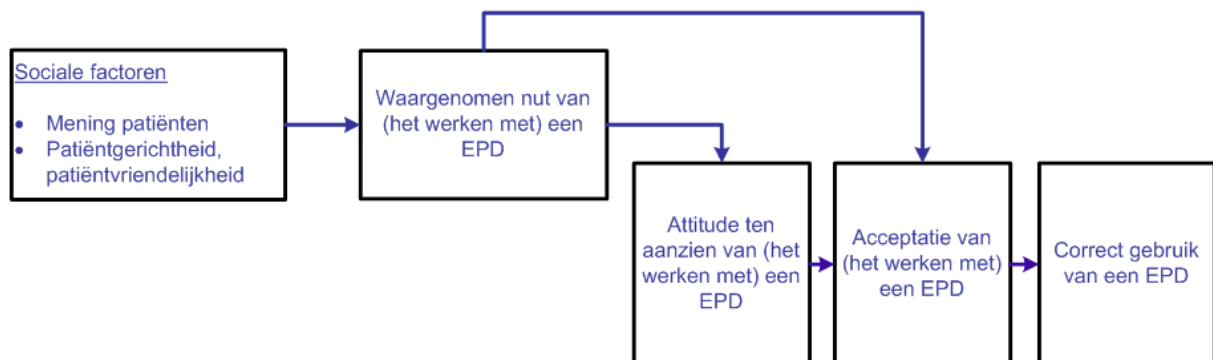 Sociale factoren
• Mening patiënten
• Patiëntgerichtheid,
patiëntvriendelijkheid
Waargenomen nut van
(het werken met) een
EPD
Attitude ten
aanzien van (het
werken met) een
EPD
Acceptatie van
(het werken met)
een EPD
Correct gebruik
van een EPD